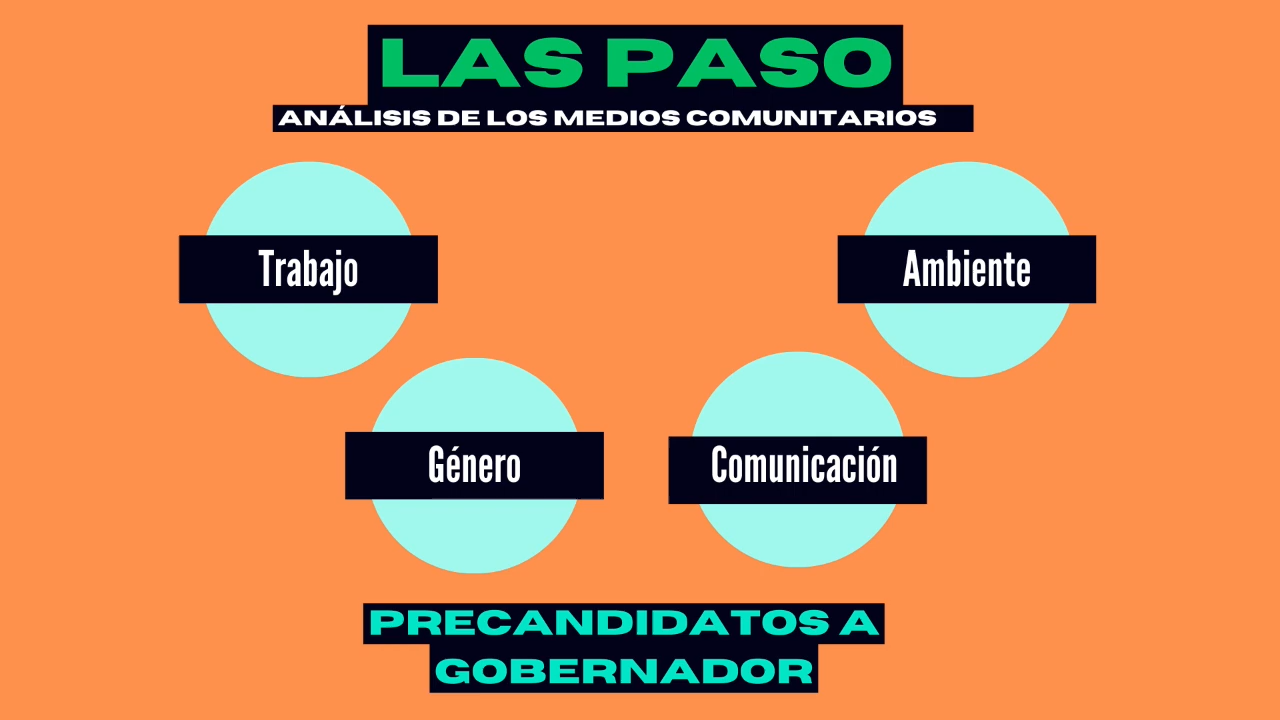 LAS PASO
ANÁLISIS DE LOS MEDIOS COMUNITARIOS
Trabajo
Ambiente
Género
Comunicación
PRECANDIDATOS A
GOBERNADOR